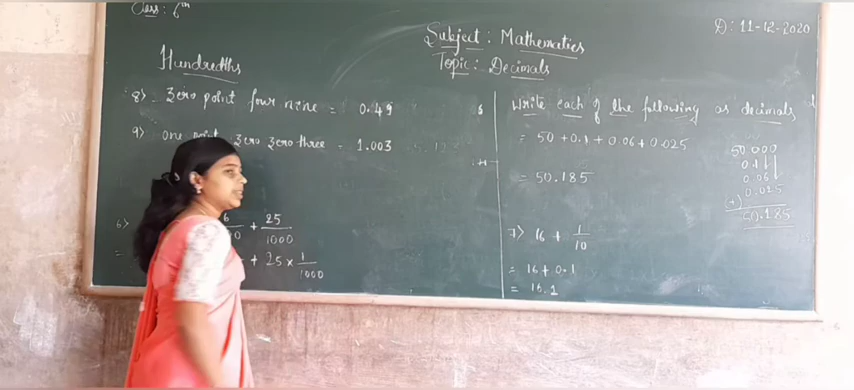 Class: 6th
D: 11-12-2020
Subject: Mathematics
Topic: Decimals
Hundredths
8) Zero point four nine = 0.49
9) One point zero zero three = 1.003
6) + 25/1000
= + 25 × 1/1000
Write each of the following as decimals
= 50 + 0.1 + 0.06 + 0.025
= 50.185
50.000
0.1
0.06
0.025
(+)
50.185
7) 16 + 1/10
= 16 + 0.1
= 16.1